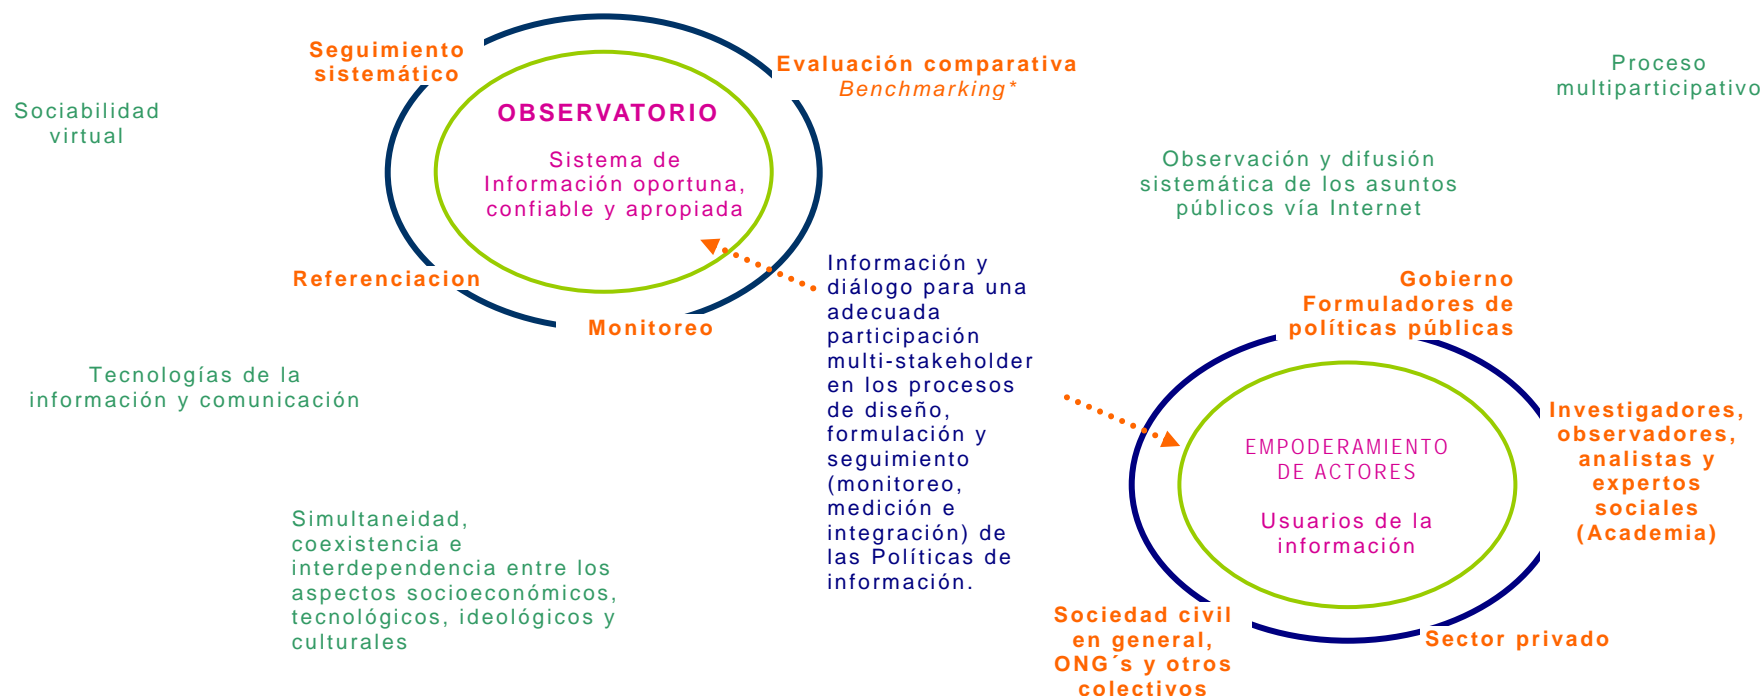 Seguimiento
sistemático
Evaluación comparativa
Benchmarking*
Proceso
multiparticipativo
Sociabilidad
virtual
OBSERVATORIO
Sistema de
Información oportuna,
confiable y apropiada
Observación y difusión
sistemática de los asuntos
públicos vía Internet
Referenciacion
Monitoreo
Información y
diálogo para una
adecuada
participación
multi-stakeholder
en los procesos
de diseño,
formulación y
seguimiento
(monitoreo,
medición e
integración) de
las Políticas de
información.
Gobierno
Formuladores de
políticas públicas
Tecnologías de la
información y comunicación
EMPODERAMIENTO
DE ACTORES
Usuarios de la
información
Investigadores,
observadores,
analistas y
expertos
sociales
(Academia)
Simultaneidad,
coexistencia e
interdependencia entre los
aspectos socioeconómicos,
tecnológicos, ideológicos y
culturales
Sociedad civil
en general,
ONG´s y otros
colectivos
Sector privado